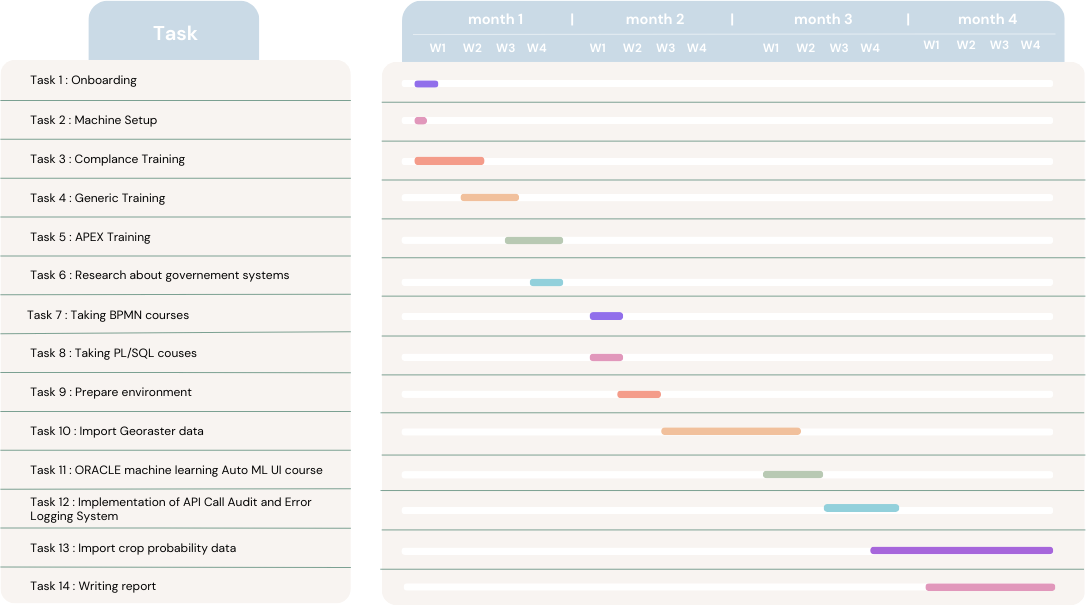 Task
month 1 | month 2 | month 3 | month 4
W1 W2 W3 W4 W1 W2 W3 W4 W1 W2 W3 W4 W1 W2 W3 W4
Task 1 : Onboarding
Task 2 : Machine Setup
Task 3 : Complance Training
Task 4 : Generic Training
Task 5 : APEX Training
Task 6 : Research about governement systems
Task 7 : Taking BPMN courses
Task 8 : Taking PL/SQL couses
Task 9 : Prepare environment
Task 10 : Import Georaster data
Task 11 : ORACLE machine learning Auto ML UI course
Task 12 : Implementation of API Call Audit and Error
Logging System
Task 13 : Import crop probability data
Task 14 : Writing report